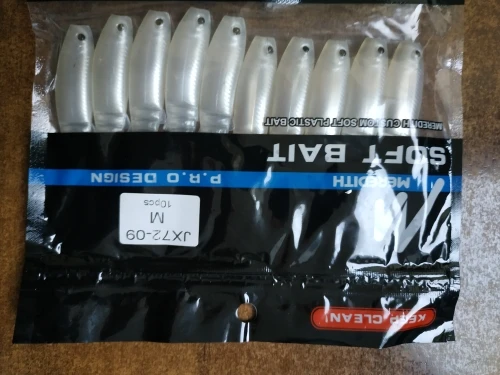 KEEP CLEAN!
JX72-09
M
10pcs
MEREDITH P.R.O DESIGN
SOFT BAIT
MEREDITH CUSTOM SOFT PLASTIC BAIT